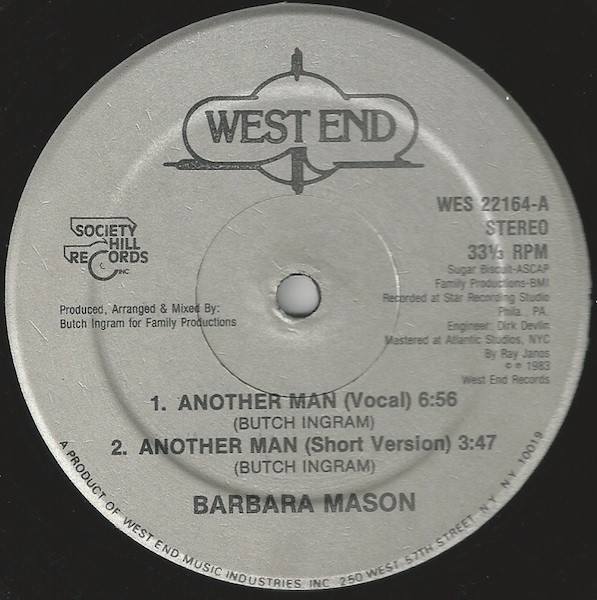 WEST END
WES 22164-A
STEREO
33⅓ RPM
SOCIETY
HILL
RECORDS
INC
Sugar Biscuit-ASCAP
Family Productions-BMI
Recorded at Star Recording Studio
Phila., PA.
Engineer: Dirk Devlin
Mastered at Atlantic Studios, NYC
By Ray Janos
© ℗ 1983
West End Records
Produced, Arranged & Mixed By:
Butch Ingram for Family Productions
1. ANOTHER MAN (Vocal) 6:56
(BUTCH INGRAM)
2. ANOTHER MAN (Short Version) 3:47
(BUTCH INGRAM)
BARBARA MASON
A PRODUCT OF WEST END MUSIC INDUSTRIES, INC. 250 WEST 57TH STREET, N.Y. N.Y. 10019